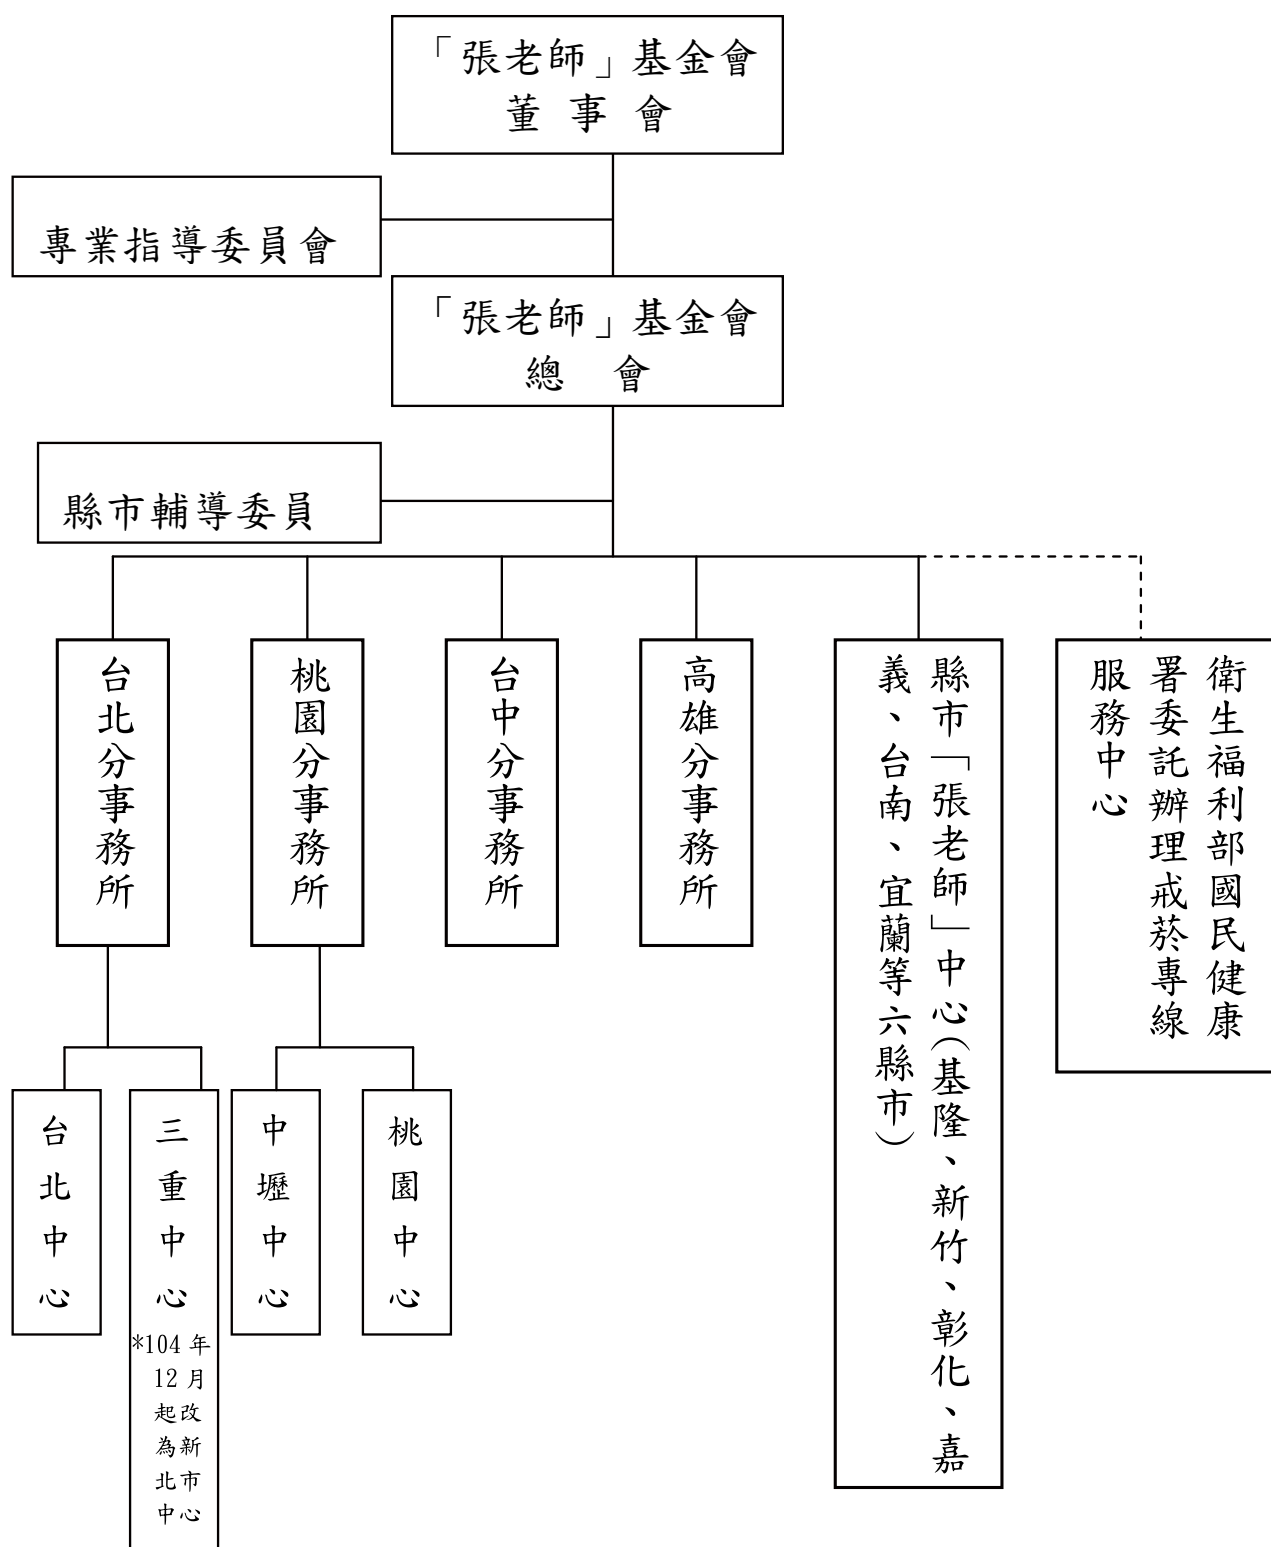 「張老師」基金會
董事會
專業指導委員會
「張老師」基金會
總會
縣市輔導委員
台北分事務所
桃園分事務所
台中分事務所
高雄分事務所
縣市「張老師」中心(基隆、新竹、彰化、嘉
義、台南、宜蘭等六縣市)
衛生福利部國民健康
署委託辦理戒菸專線
服務中心
台北中心
三重中心
*104年
12月
起改
為新
北市
中心
中壢中心
桃園中心